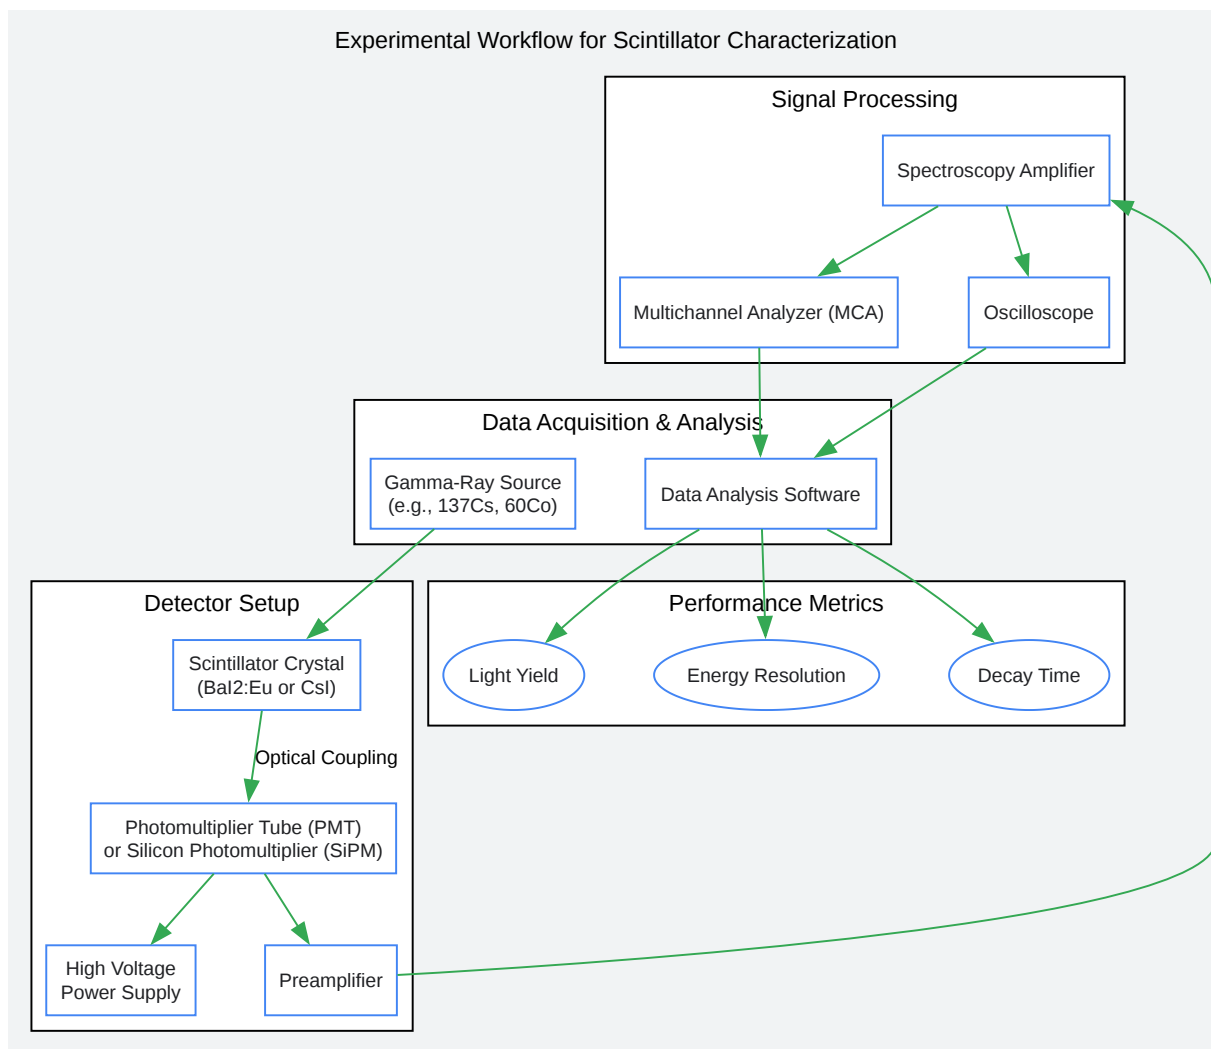 Experimental Workflow for Scintillator Characterization
Signal Processing
Spectroscopy Amplifier
Multichannel Analyzer (MCA)
Oscilloscope
Data Acquisition & Analysis
Gamma-Ray Source
(e.g., 137Cs, 60Co)
Data Analysis Software
Detector Setup
Scintillator Crystal
(BaI2:Eu or CsI)
Optical Coupling
Photomultiplier Tube (PMT)
or Silicon Photomultiplier (SiPM)
High Voltage
Power Supply
Preamplifier
Performance Metrics
Light Yield
Energy Resolution
Decay Time